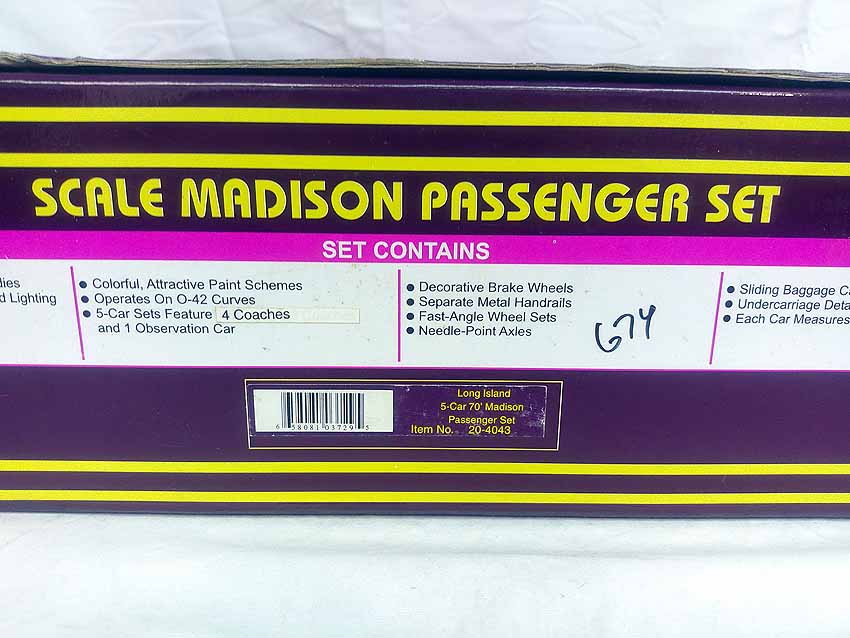 SCALE MADISON PASSENGER SET
SET CONTAINS
dies
d Lighting
● Colorful, Attractive Paint Schemes
● Operates On O-42 Curves
● 5-Car Sets Feature 4 Coaches
and 1 Observation Car
● Decorative Brake Wheels
● Separate Metal Handrails
● Fast-Angle Wheel Sets
● Needle-Point Axles
674
● Sliding Baggage C
● Undercarriage Deta
● Each Car Measures
6 58081 03729 5
Long Island
5-Car 70' Madison
Passenger Set
Item No. 20-4043